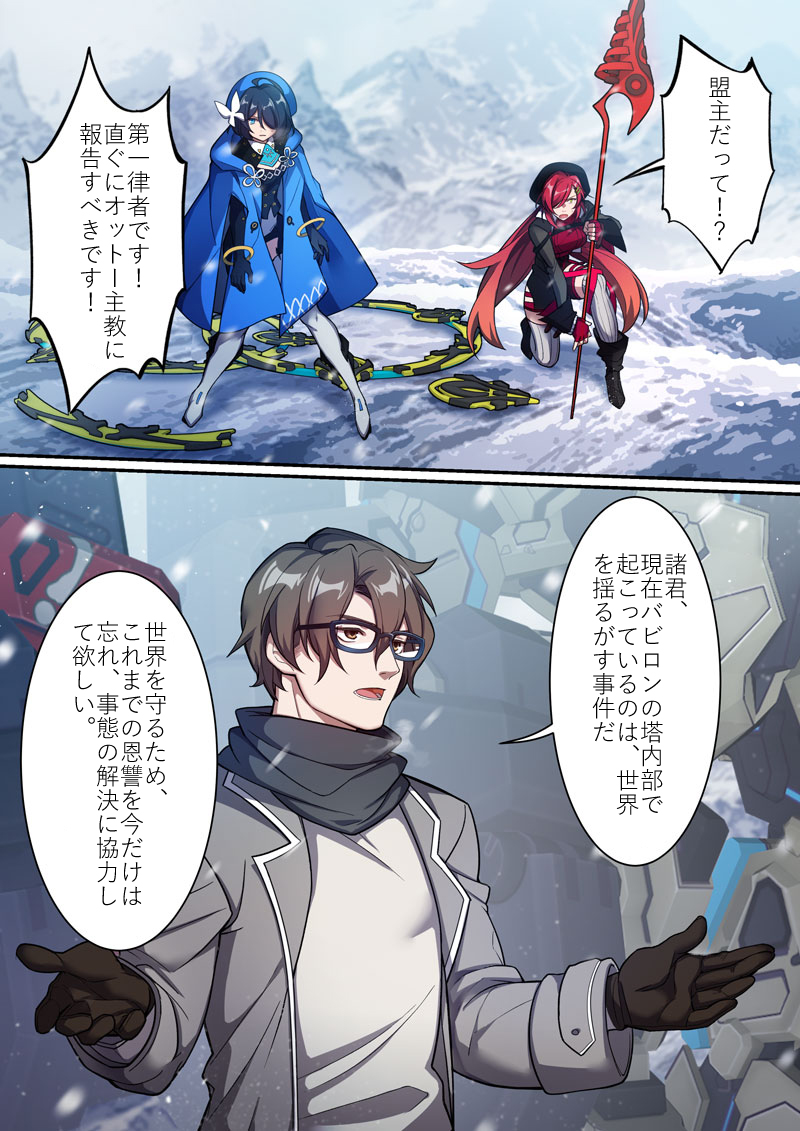 盟主だって！？
第一律者です！
直ぐにオットー主教に
報告すべきです！
諸君、
現在バビロンの塔内部で
起こっているのは、世界
を揺るがす事件だ
世界を守るため、
これまでの恩讐を今だけは
忘れ、事態の解決に協力し
て欲しい。